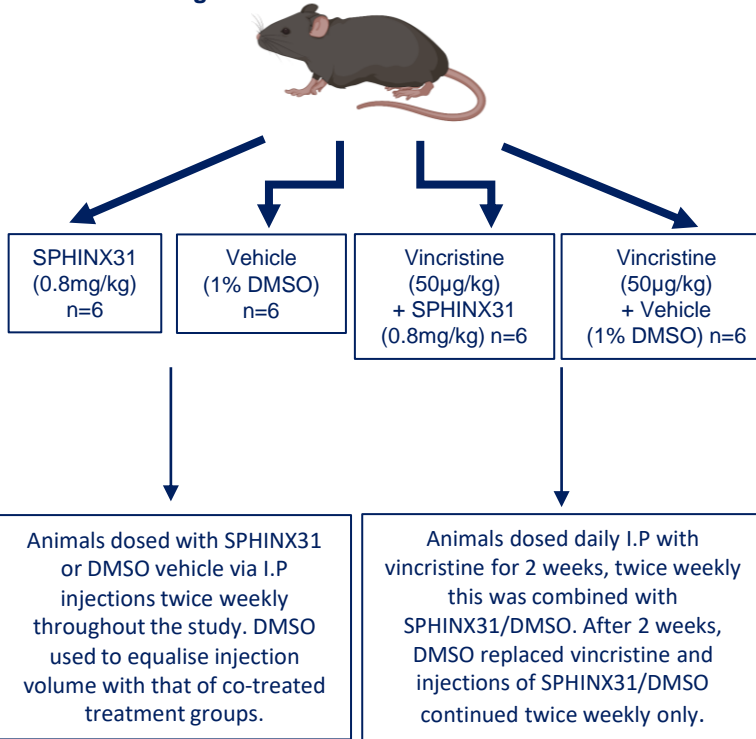 SPHINX31
(0.8mg/kg)
n=6
Vehicle
(1% DMSO)
n=6
Vincristine
(50µg/kg)
+ SPHINX31
(0.8mg/kg) n=6
Vincristine
(50µg/kg)
+ Vehicle
(1% DMSO) n=6
Animals dosed with SPHINX31
or DMSO vehicle via I.P
injections twice weekly
throughout the study. DMSO
used to equalise injection
volume with that of co-treated
treatment groups.
Animals dosed daily I.P with
vincristine for 2 weeks, twice weekly
this was combined with
SPHINX31/DMSO. After 2 weeks,
DMSO replaced vincristine and
injections of SPHINX31/DMSO
continued twice weekly only.